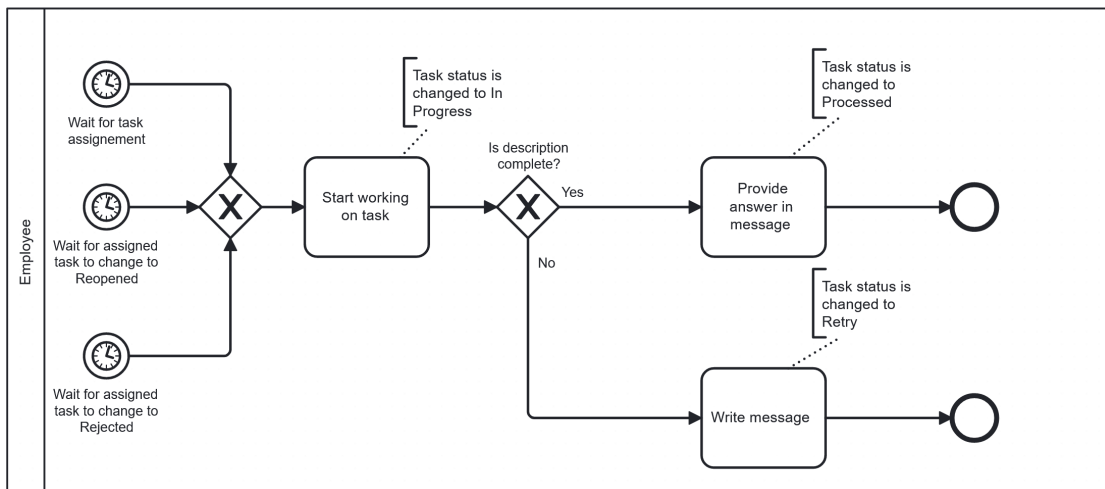 Employee
Wait for task
assignement
Wait for assigned
task to change to
Reopened
Wait for assigned
task to change to
Rejected
Start working
on task
Task status is
changed to In
Progress
Is description
complete?
Yes
No
Provide
answer in
message
Task status is
changed to
Processed
Write message
Task status is
changed to
Retry